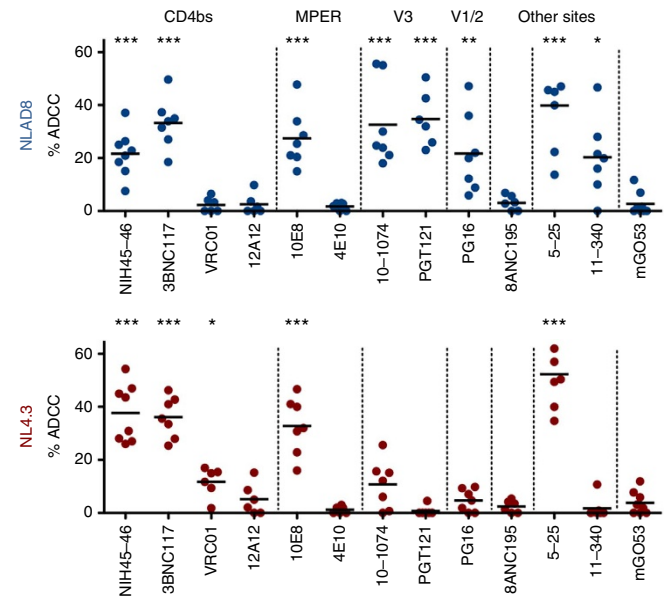 CD4bs MPER V3 V1/2 Other sites
*** *** *** *** *** ** *** *
60
40
20
0
NLAD8
% ADCC
NIH45–46 3BNC117 VRC01 12A12 10E8 4E10 10–1074 PGT121 PG16 8ANC195 5–25 11–340 mGO53
*** *** * *** ***
60
40
20
0
NL4.3
% ADCC
NIH45–46 3BNC117 VRC01 12A12 10E8 4E10 10–1074 PGT121 PG16 8ANC195 5–25 11–340 mGO53